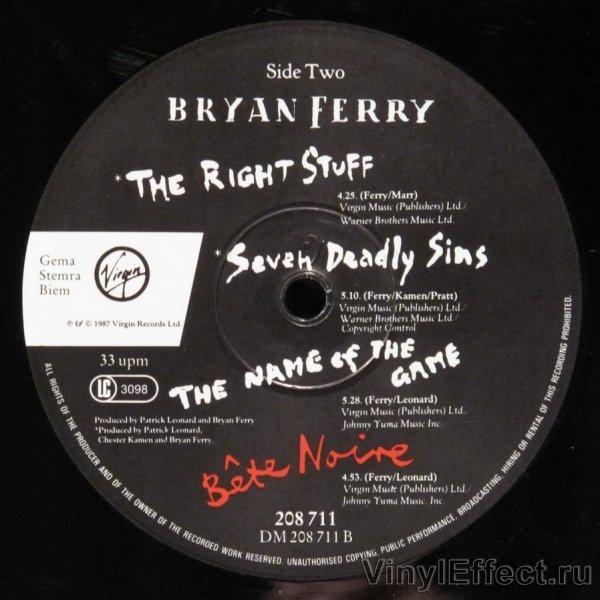 Side Two
BRYAN FERRY
*THE RIGHT STUFF
4.25. (Ferry/Marr)
Virgin Music (Publishers) Ltd./
Warner Brothers Music Ltd.
*Seven Deadly Sins
5.10. (Ferry/Kamen/Pratt)
Virgin Music (Publishers) Ltd./
Warner Brothers Music Ltd./
Copyright Control
Gema
Stemra
Biem
Virgin
℗ & © 1987 Virgin Records Ltd.
33 upm
LC 3098
THE NAME of THE
GAME
5.28. (Ferry/Leonard)
Virgin Music (Publishers) Ltd./
Johnny Yuma Music Inc.
Produced by Patrick Leonard and Bryan Ferry
*Produced by Patrick Leonard,
Chester Kamen and Bryan Ferry.
Bête Noire
4.53. (Ferry/Leonard)
Virgin Music (Publishers) Ltd./
Johnny Yuma Music Inc.
208 711
DM 208 711 B
ALL RIGHTS OF THE PRODUCER AND OF THE OWNER OF THE RECORDED WORK RESERVED. UNAUTHORISED COPYING, PUBLIC PERFORMANCE, BROADCASTING, HIRING OR RENTAL OF THIS RECORDING PROHIBITED.
VinylEffect.ru